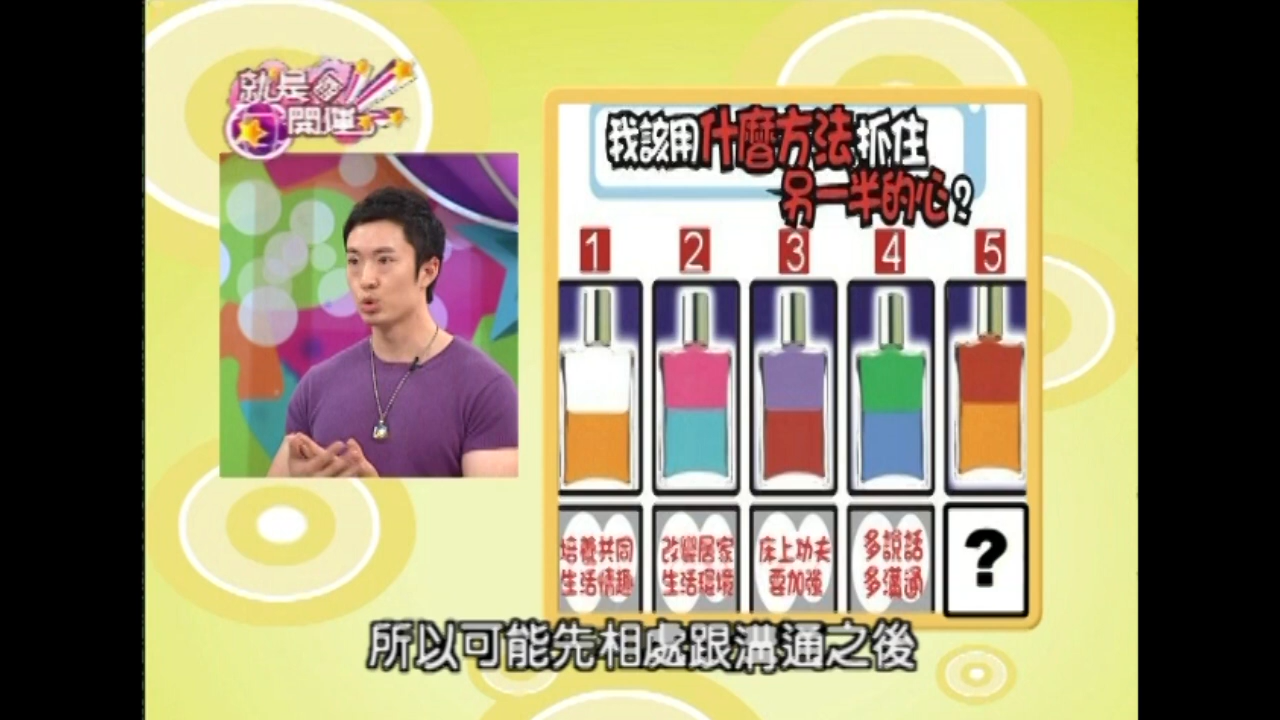 就是
開運
我該用什麼方法抓住
另一半的心?
1 2 3 4 5
培養共同
生活情趣
改變居家
生活環境
床上功夫
要加強
多說話
多溝通
?
所以可能先相處跟溝通之後